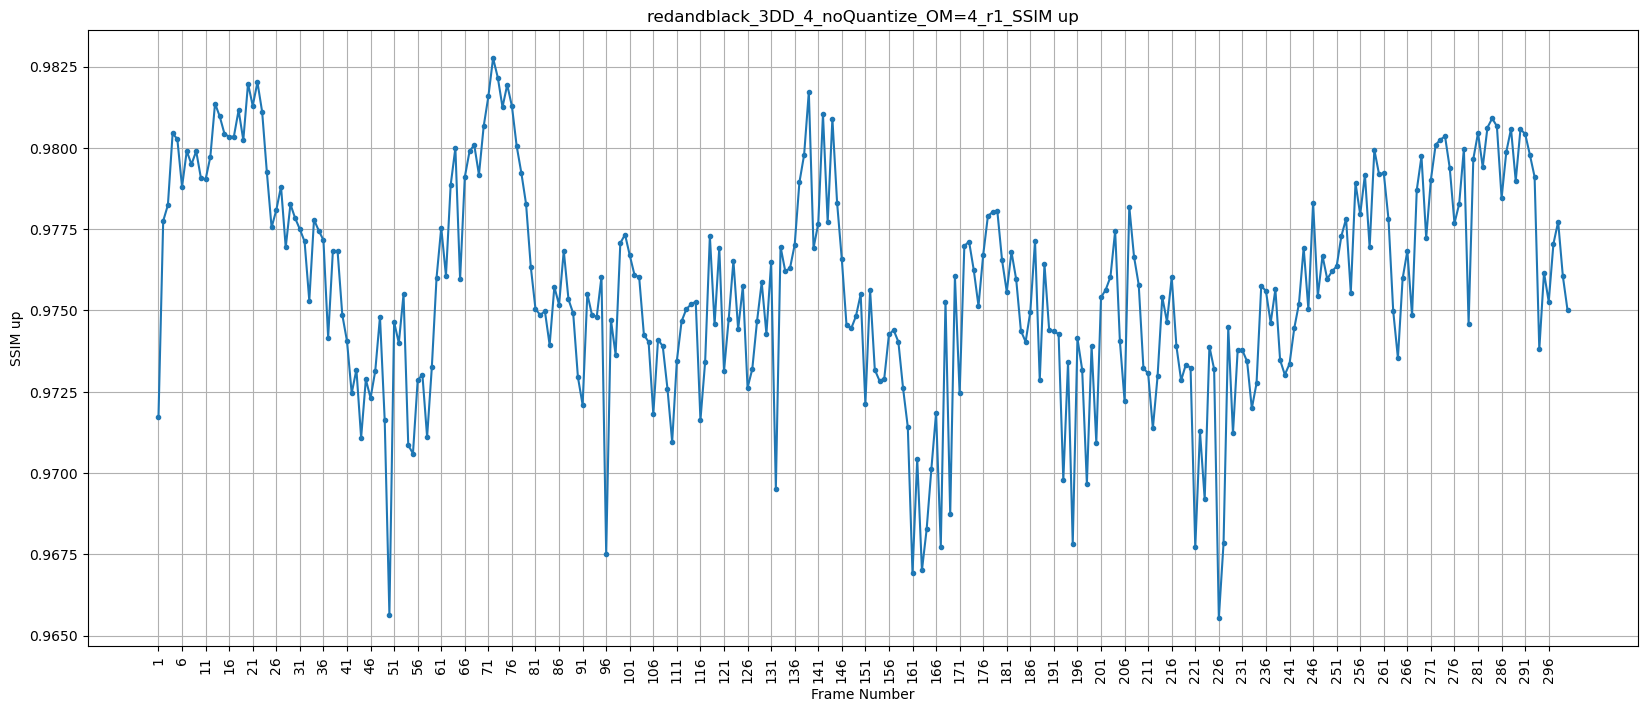 redandblack_3DD_4_noQuantize_OM=4_r1_SSIM up
SSIM up
0.9825
0.9800
0.9775
0.9750
0.9725
0.9700
0.9675
0.9650
1 6 11 16 21 26 31 36 41 46 51 56 61 66 71 76 81 86 91 96 101 106 111 116 121 126 131 136 141 146 151 156 161 166 171 176 181 186 191 196 201 206 211 216 221 226 231 236 241 246 251 256 261 266 271 276 281 286 291 296
Frame Number